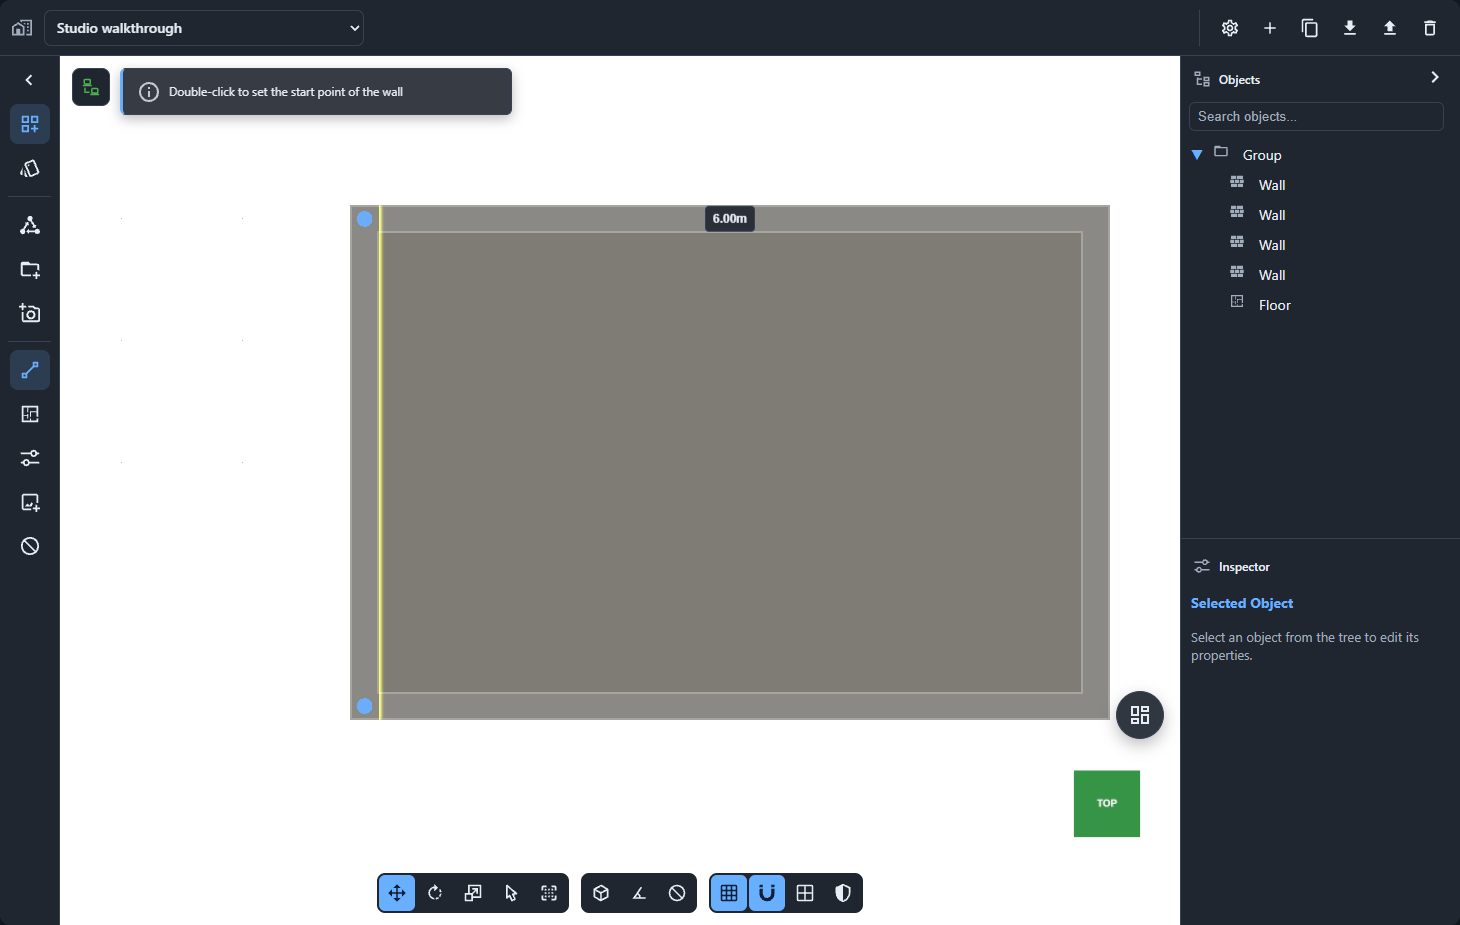 Studio walkthrough
Double-click to set the start point of the wall
6.00m
TOP
Objects
Search objects...
Group
Wall
Wall
Wall
Wall
Floor
Inspector
Selected Object
Select an object from the tree to edit its
properties.